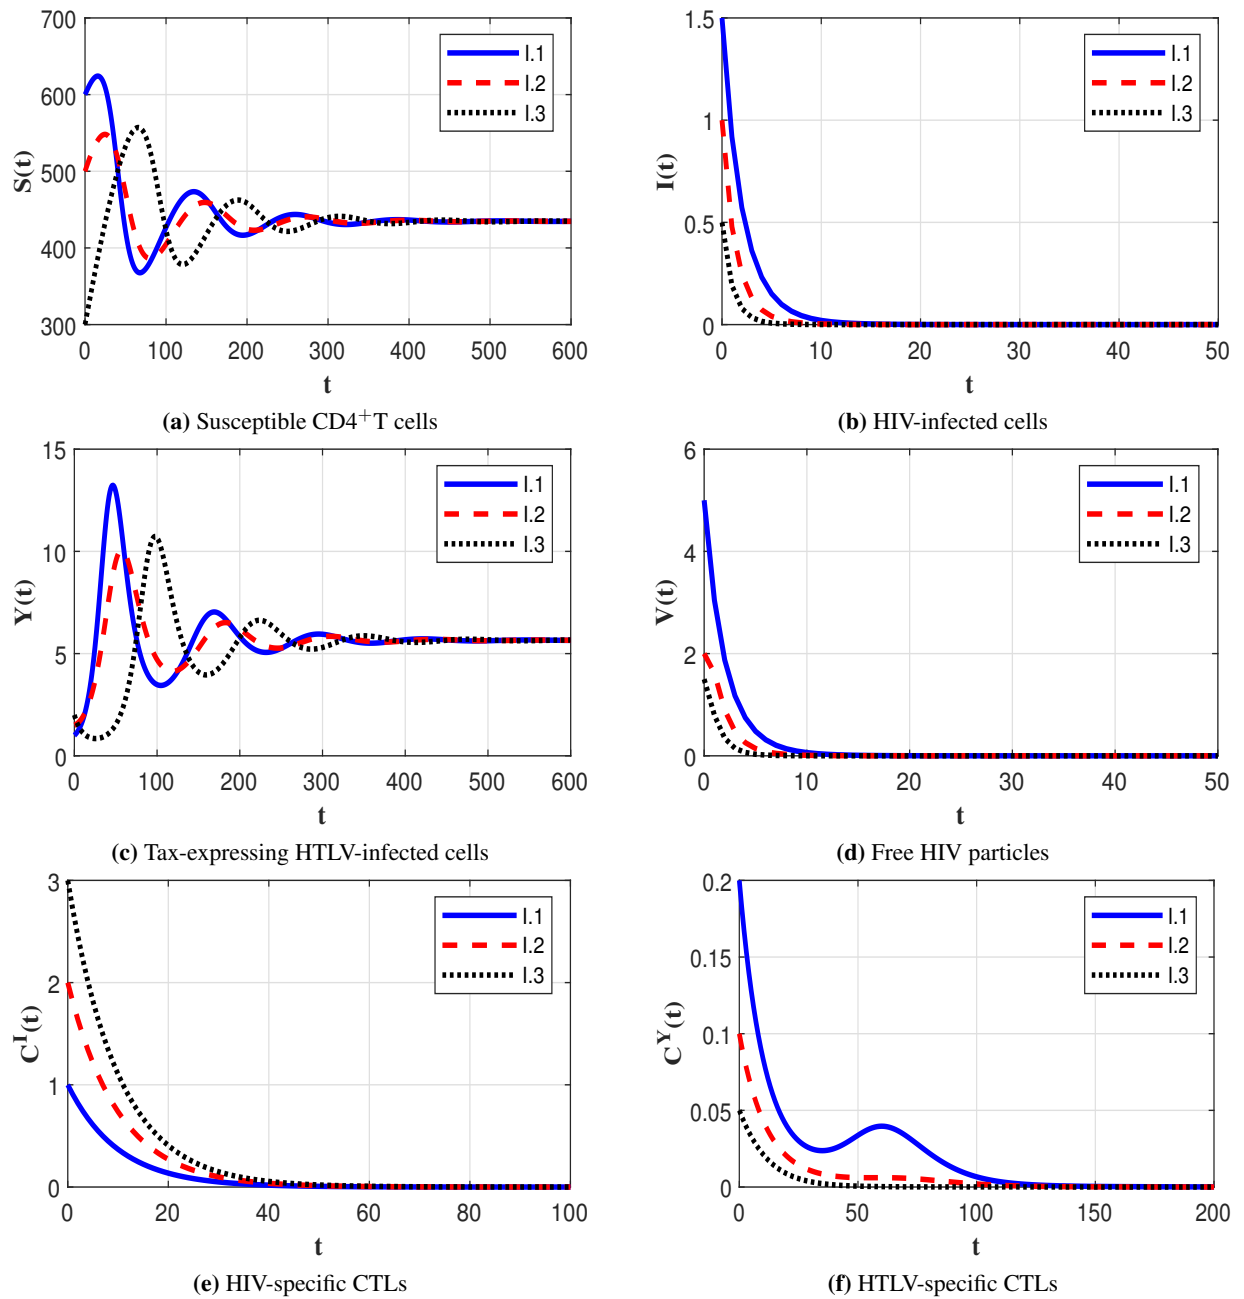 700
600
500
400
300
S(t)
I.1
I.2
I.3
0 100 200 300 400 500 600
t
(a) Susceptible CD4⁺T cells
1.5
1
0.5
0
I(t)
I.1
I.2
I.3
0 10 20 30 40 50
t
(b) HIV-infected cells
15
10
5
0
Y(t)
I.1
I.2
I.3
0 100 200 300 400 500 600
t
(c) Tax-expressing HTLV-infected cells
6
4
2
0
V(t)
I.1
I.2
I.3
0 10 20 30 40 50
t
(d) Free HIV particles
3
2
1
0
Cᴵ(t)
I.1
I.2
I.3
0 20 40 60 80 100
t
(e) HIV-specific CTLs
0.2
0.15
0.1
0.05
0
Cʸ(t)
I.1
I.2
I.3
0 50 100 150 200
t
(f) HTLV-specific CTLs